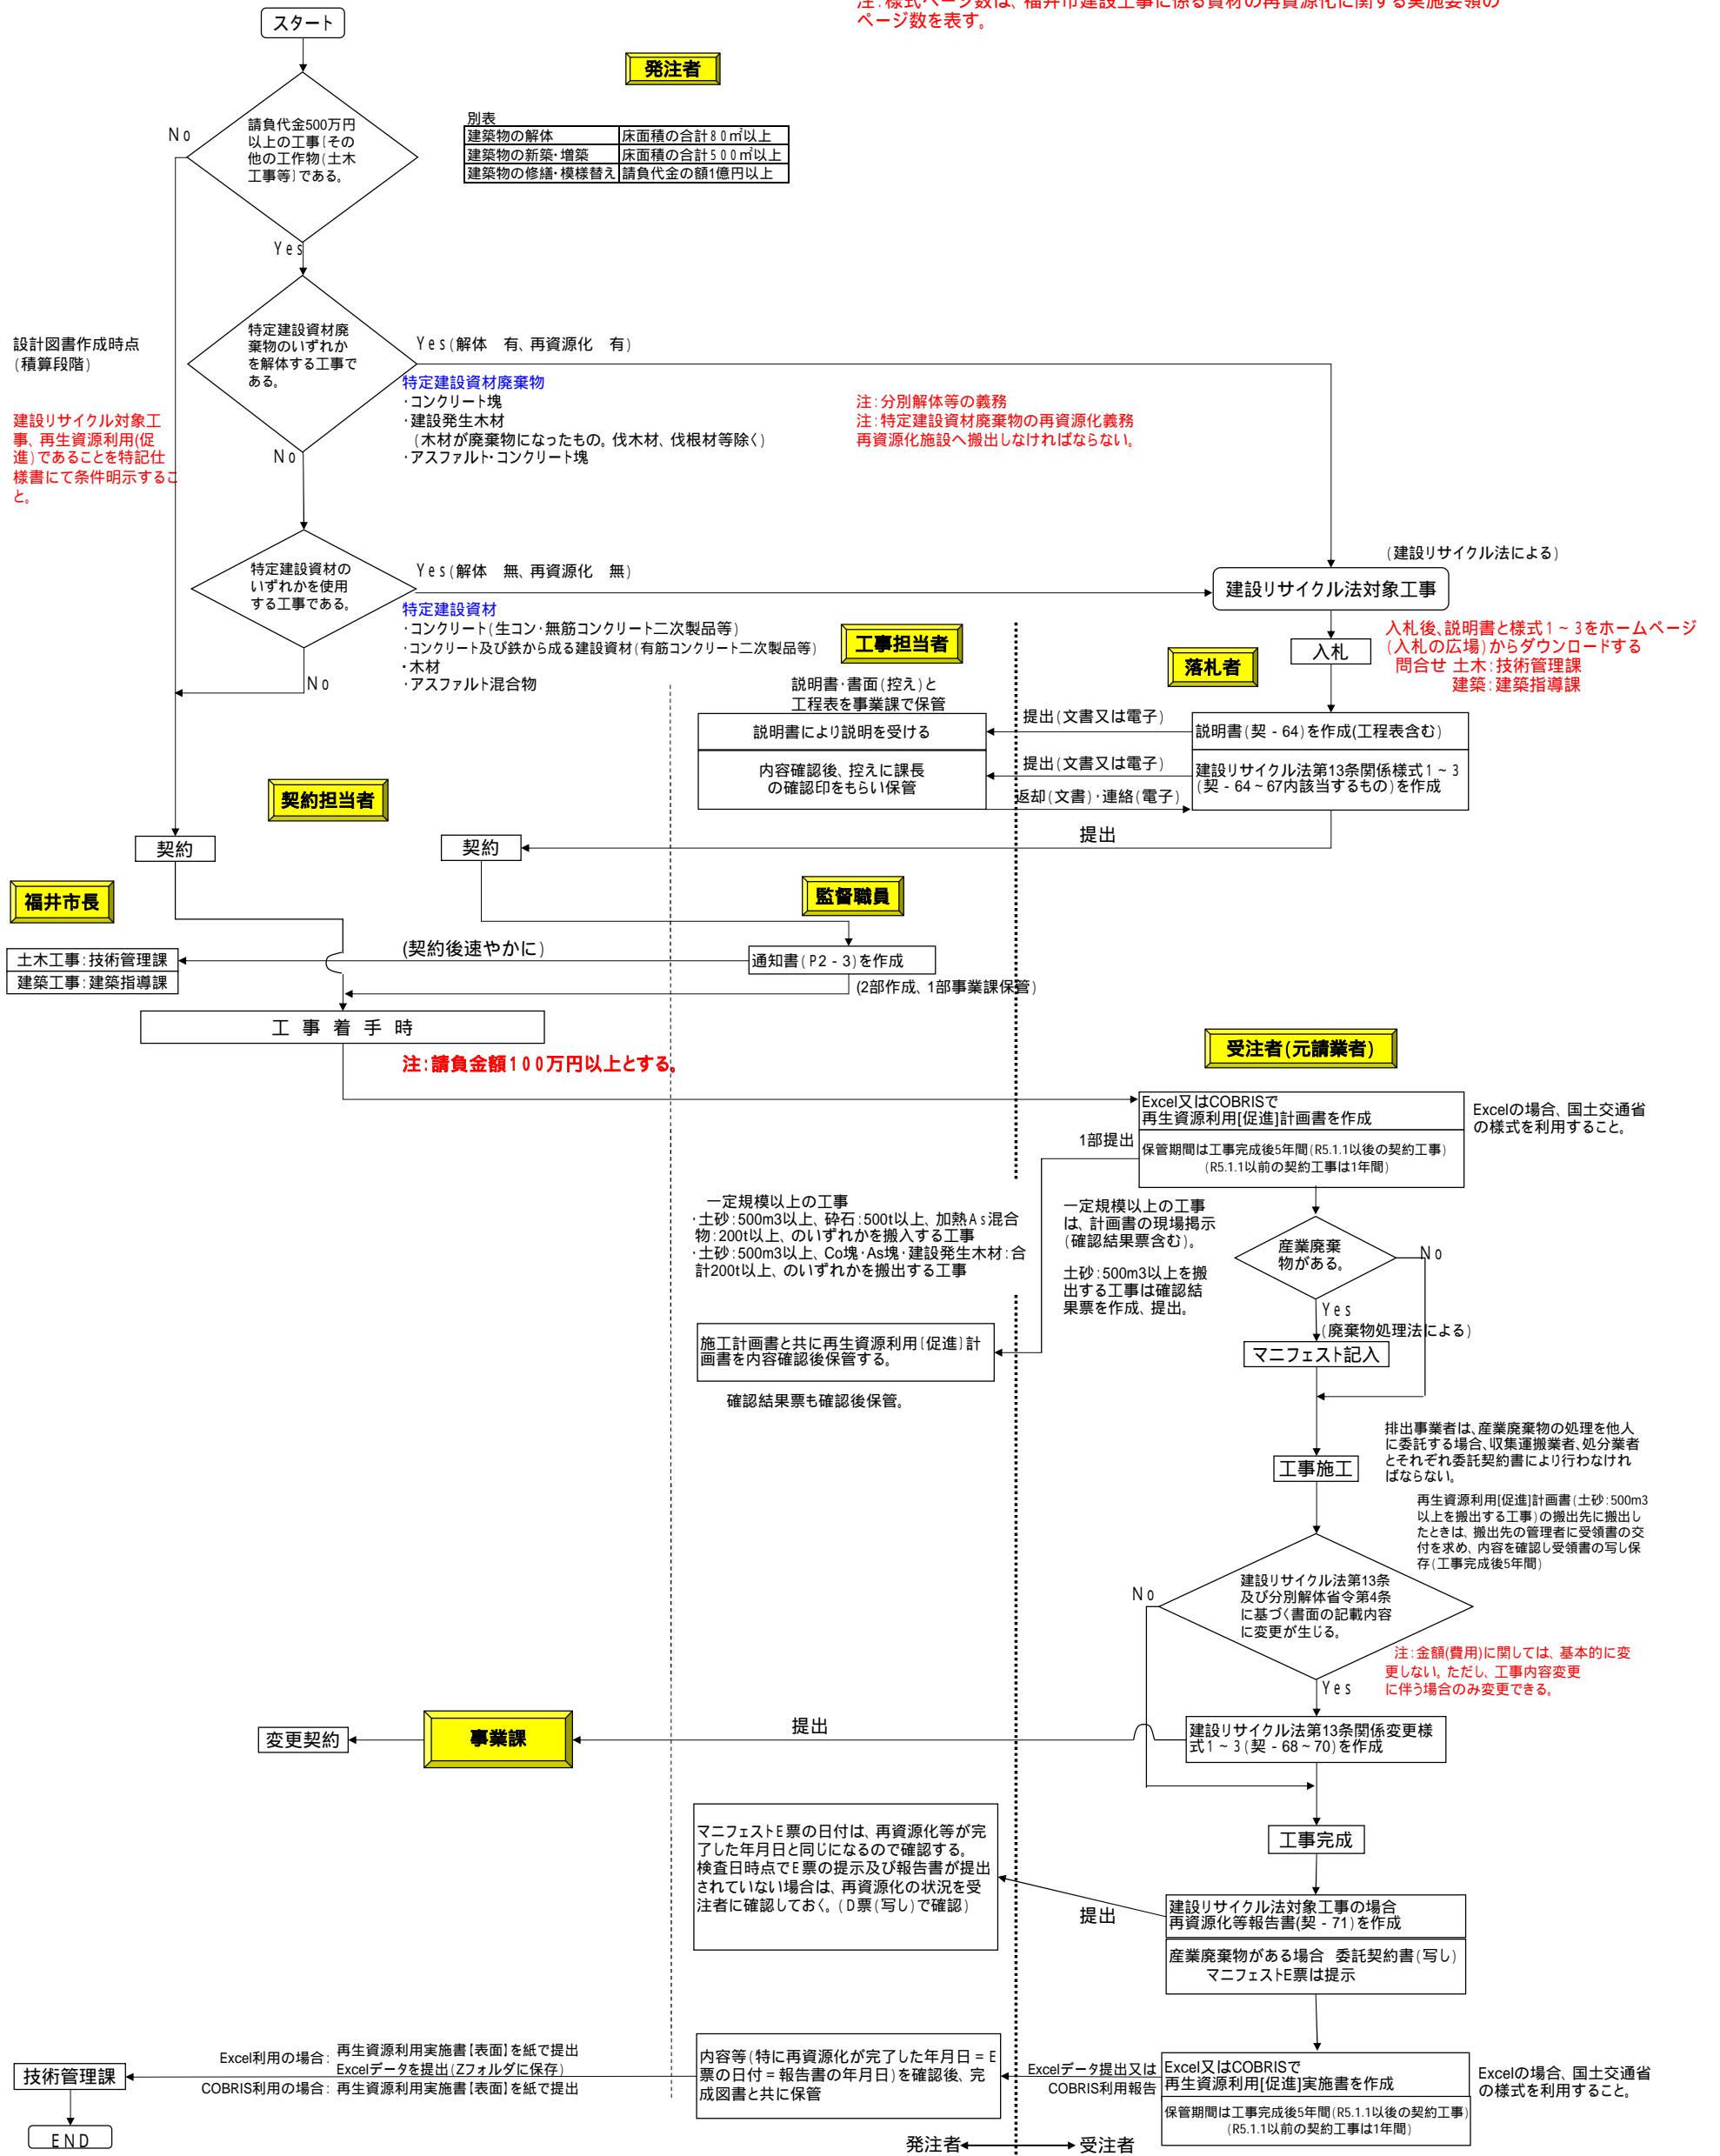 注:様式ページ数は、福井市建設工事に係る資材の再資源化に関する実施要領の
ページ数を表す。
スタート
発注者
請負代金500万円
以上の工事[その
他の工作物(土木
工事等]である。
No
Yes
別表
建築物の解体 床面積の合計80㎡以上
建築物の新築・増築 床面積の合計500㎡以上
建築物の修繕・模様替え 請負代金の額1億円以上
設計図書作成時点
(積算段階)
建設リサイクル対象工
事、再生資源利用(促
進)であることを特記仕
様書にて条件明示するこ
と。
特定建設資材廃
棄物のいずれか
を解体する工事で
ある。
Yes(解体 有、再資源化 有)
No
特定建設資材廃棄物
・コンクリート塊
・建設発生木材
(木材が廃棄物になったもの。伐木材、伐根材等除く)
・アスファルト・コンクリート塊
注:分別解体等の義務
注:特定建設資材廃棄物の再資源化義務
再資源化施設へ搬出しなければならない。
特定建設資材の
いずれかを使用
する工事である。
Yes(解体 無、再資源化 無)
No
特定建設資材
・コンクリート(生コン・無筋コンクリート二次製品等)
・コンクリート及び鉄から成る建設資材(有筋コンクリート二次製品等)
・木材
・アスファルト混合物
(建設リサイクル法による)
建設リサイクル法対象工事
入札
入札後、説明書と様式1~3をホームページ
(入札の広場)からダウンロードする
問合せ 土木:技術管理課
建築:建築指導課
工事担当者
落札者
説明書・書面(控え)と
工程表を事業課で保管
説明書により説明を受ける
提出(文書又は電子)
説明書(契‐64)を作成(工程表含む)
内容確認後、控えに課長
の確認印をもらい保管
提出(文書又は電子)
返却(文書)・連絡(電子)
建設リサイクル法第13条関係様式1~3
(契‐64~67内該当するもの)を作成
提出
契約担当者
契約
契約
福井市長
監督職員
土木工事:技術管理課
建築工事:建築指導課
(契約後速やかに)
通知書(P2‐3)を作成
(2部作成、1部事業課保管)
工 事 着 手 時
注:請負金額100万円以上とする。
受注者(元請業者)
Excel又はCOBRISで
再生資源利用[促進]計画書を作成
保管期間は工事完成後5年間(R5.1.1以後の契約工事)
(R5.1.1以前の契約工事は1年間)
Excelの場合、国土交通省
の様式を利用すること。
1部提出
一定規模以上の工事
・土砂:500m3以上、砕石:500t以上、加熱As混合
物:200t以上、のいずれかを搬入する工事
・土砂:500m3以上、Co塊・As塊・建設発生木材:合
計200t以上、のいずれかを搬出する工事
一定規模以上の工事
は、計画書の現場掲示
(確認結果票含む)。
土砂:500m3以上を搬
出する工事は確認結
果票を作成、提出。
産業廃棄
物がある。
No
Yes
(廃棄物処理法による)
マニフェスト記入
施工計画書と共に再生資源利用[促進]計
画書を内容確認後保管する。
確認結果票も確認後保管。
工事施工
排出事業者は、産業廃棄物の処理を他人
に委託する場合、収集運搬業者、処分業者
とそれぞれ委託契約書により行わなけれ
ばならない。
再生資源利用[促進]計画書(土砂:500m3
以上を搬出する工事)の搬出先に搬出し
たときは、搬出先の管理者に受領書の交
付を求め、内容を確認し受領書の写し保
存(工事完成後5年間)
建設リサイクル法第13条
及び分別解体省令第4条
に基づく書面の記載内容
に変更が生じる。
No
Yes
注:金額(費用)に関しては、基本的に変
更しない。ただし、工事内容変更
に伴う場合のみ変更できる。
建設リサイクル法第13条関係変更様
式1~3(契‐68~70)を作成
提出
事業課
変更契約
工事完成
マニフェストE票の日付は、再資源化等が完
了した年月日と同じになるので確認する。
検査日時点でE票の提示及び報告書が提出
されていない場合は、再資源化の状況を受
注者に確認しておく。(D票(写し)で確認)
提出
建設リサイクル法対象工事の場合
再資源化等報告書(契‐71)を作成
産業廃棄物がある場合 委託契約書(写し)
マニフェストE票は提示
Excel又はCOBRISで
再生資源利用[促進]実施書を作成
保管期間は工事完成後5年間(R5.1.1以後の契約工事)
(R5.1.1以前の契約工事は1年間)
Excelの場合、国土交通省
の様式を利用すること。
Excelデータ提出又は
COBRIS利用報告
内容等(特に再資源化が完了した年月日=E
票の日付=報告書の年月日)を確認後、完
成図書と共に保管
Excel利用の場合: 再生資源利用実施書【表面】を紙で提出
Excelデータを提出(Zフォルダに保存)
COBRIS利用の場合: 再生資源利用実施書【表面】を紙で提出
技術管理課
END
発注者
受注者